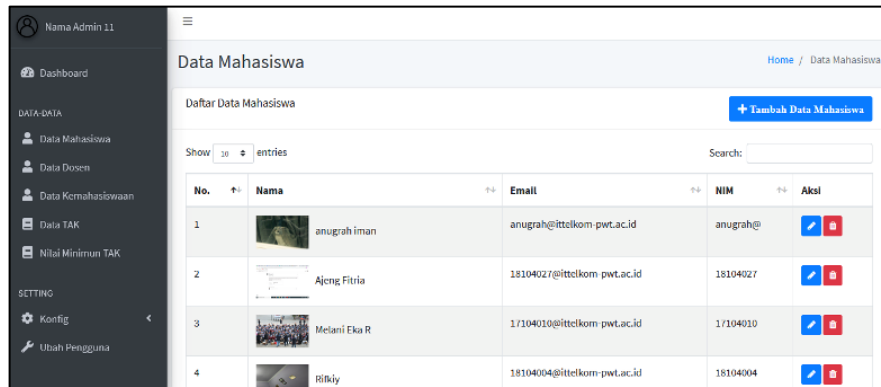 Nama Admin 11
Dashboard
DATA-DATA
Data Mahasiswa
Data Dosen
Data Kemahasiswaan
Data TAK
Nilai Minimun TAK
SETTING
Konfig
Ubah Pengguna
Data Mahasiswa
Home / Data Mahasiswa
Daftar Data Mahasiswa
Tambah Data Mahasiswa
Show 10 entries
Search:
No. Nama Email NIM Aksi
1 anugrah iman anugrah@ittelkom-pwt.ac.id anugrah@
2 Ajeng Fitria 18104027@ittelkom-pwt.ac.id 18104027
3 Melani Eka R 17104010@ittelkom-pwt.ac.id 17104010
4 Rifkiy 18104004@ittelkom-pwt.ac.id 18104004